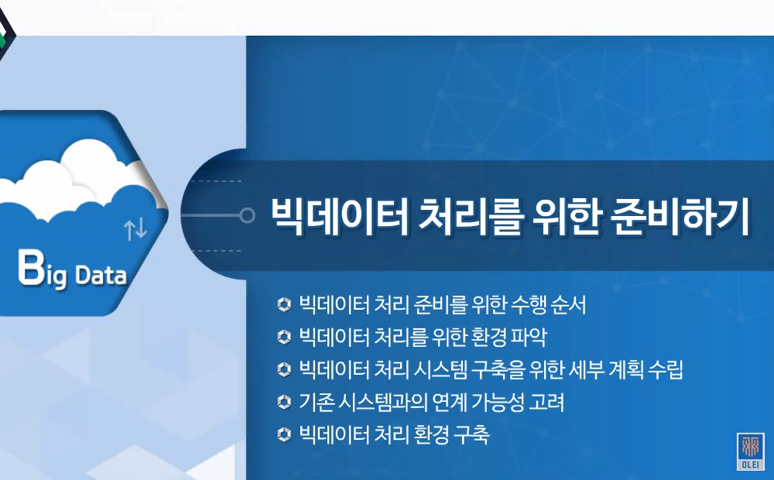 Big Data
빅데이터 처리를 위한 준비하기
빅데이터 처리 준비를 위한 수행 순서
빅데이터 처리를 위한 환경 파악
빅데이터 처리 시스템 구축을 위한 세부 계획 수립
기존 시스템과의 연계 가능성 고려
빅데이터 처리 환경 구축
OLEI